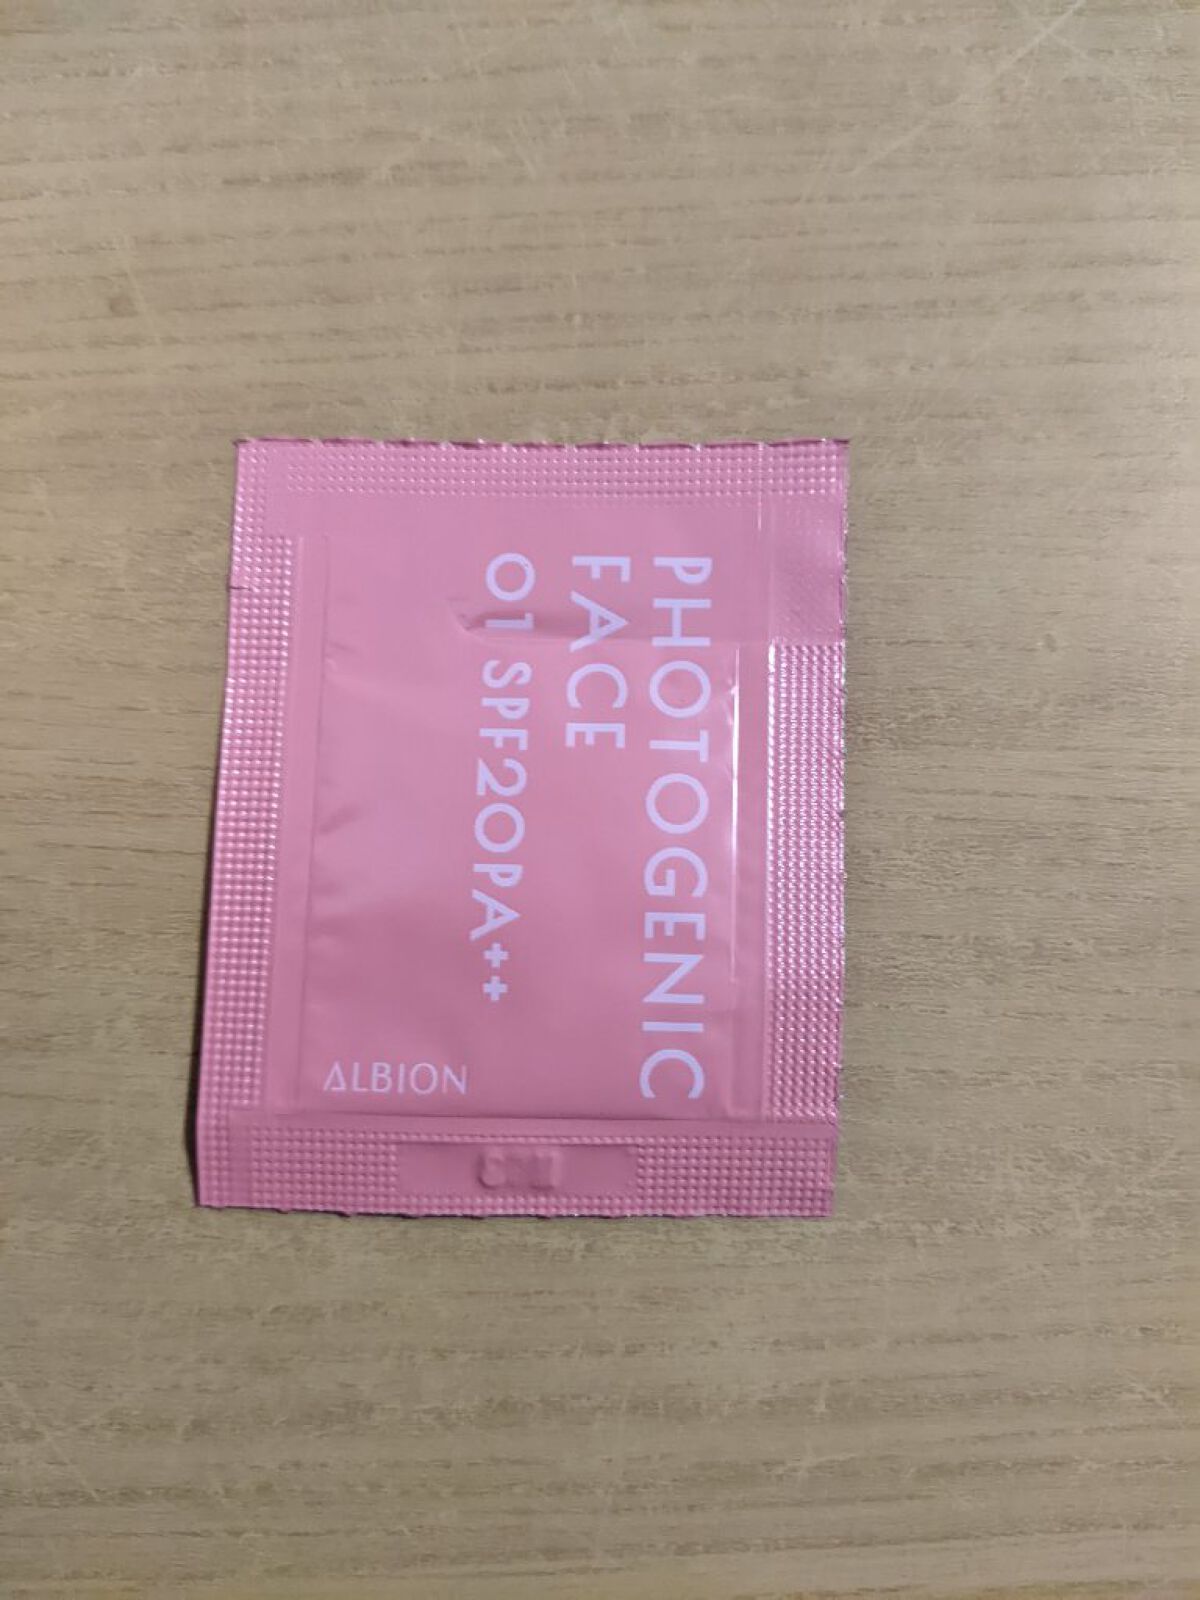 PHOTOGENIC
FACE
01 SPF20PA++
ALBION